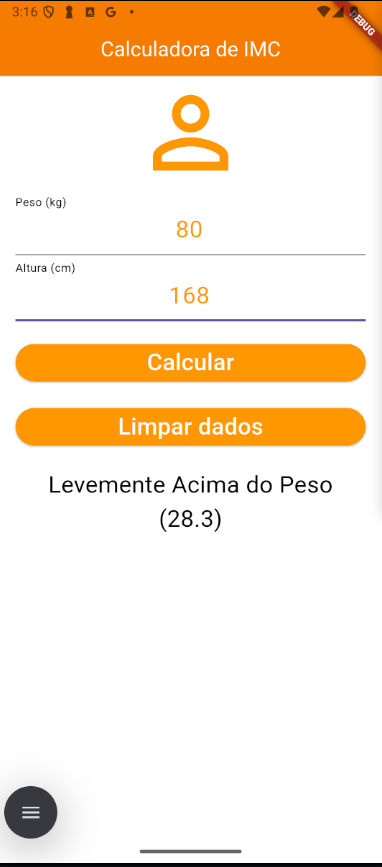 3:16
DEBUG
Calculadora de IMC
Peso (kg)
80
Altura (cm)
168
Calcular
Limpar dados
Levemente Acima do Peso
(28.3)